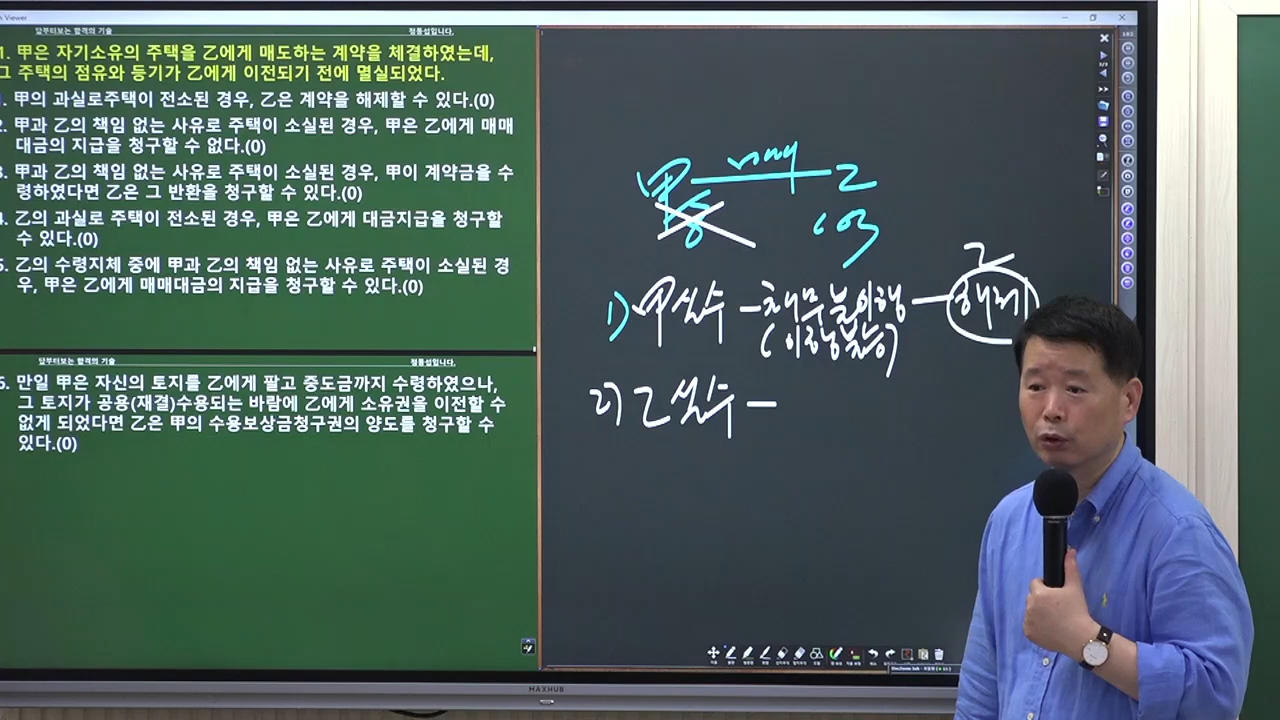 Viewer
답부터보는 합격의 기술
정동섭입니다.
1. 甲은 자기소유의 주택을 乙에게 매도하는 계약을 체결하였는데,
그 주택의 점유와 등기가 乙에게 이전되기 전에 멸실되었다.
甲의 과실로주택이 전소된 경우, 乙은 계약을 해제할 수 있다.(0)
2. 甲과 乙의 책임 없는 사유로 주택이 소실된 경우, 甲은 乙에게 매매
대금의 지급을 청구할 수 없다.(0)
3. 甲과 乙의 책임 없는 사유로 주택이 소실된 경우, 甲이 계약금을 수
령하였다면 乙은 그 반환을 청구할 수 있다.(0)
4. 乙의 과실로 주택이 전소된 경우, 甲은 乙에게 대금지급을 청구할
수 있다.(0)
5. 乙의 수령지체 중에 甲과 乙의 책임 없는 사유로 주택이 소실된 경
우, 甲은 乙에게 매매대금의 지급을 청구할 수 있다.(0)
답부터보는 합격의 기술
정동섭입니다.
6. 만일 甲은 자신의 토지를 乙에게 팔고 중도금까지 수령하였으나,
그 토지가 공용(재결)수용되는 바람에 乙에게 소유권을 이전할 수
없게 되었다면 乙은 甲의 수용보상금청구권의 양도를 청구할 수
있다.(0)
甲 매매 乙
乙
1) 甲실수 - 채무불이행 - 해제
(이행불능)
2) 乙실수 -
MAXHUB